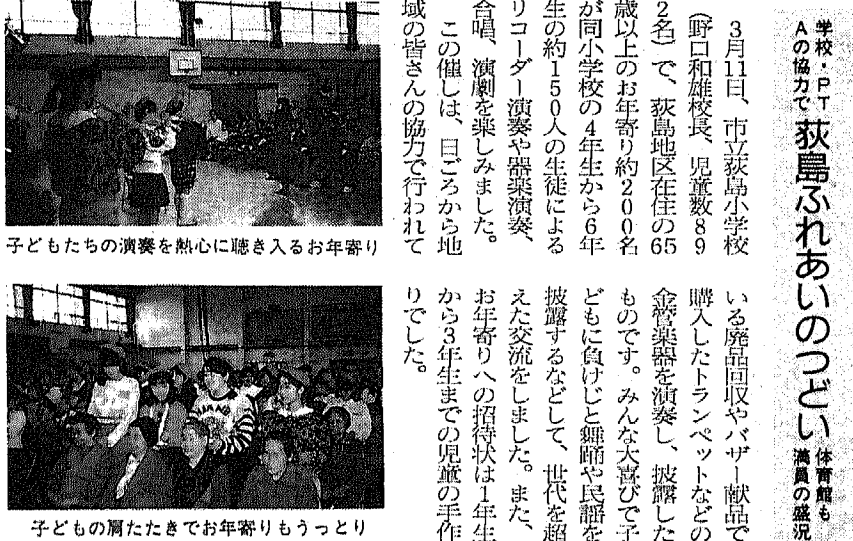 学校・PT
Aの協力で
荻島ふれあいのつどい
体育館も
満員の盛況
3月11日、市立荻島小学校
(野口和雄校長、児童数89
2名)で、荻島地区在住の65
歳以上のお年寄り約200名
が同小学校の4年生から6年
生の約150人の生徒による
リコーダー演奏や器楽演奏、
合唱、演劇を楽しみました。
この催しは、日ごろから地
域の皆さんの協力で行われて
いる廃品回収やバザー献品で
購入したトランペットなどの
金管楽器を演奏し、披露した
ものです。みんな大喜びで子
どもに負けじと舞踊や民謡を
披露するなどして、世代を超
えた交流をしました。また、
お年寄りへの招待状は1年生
から3年生までの児童の手作
りでした。
子どもたちの演奏を熱心に聴き入るお年寄り
子どもの肩たたきでお年寄りもうっとり